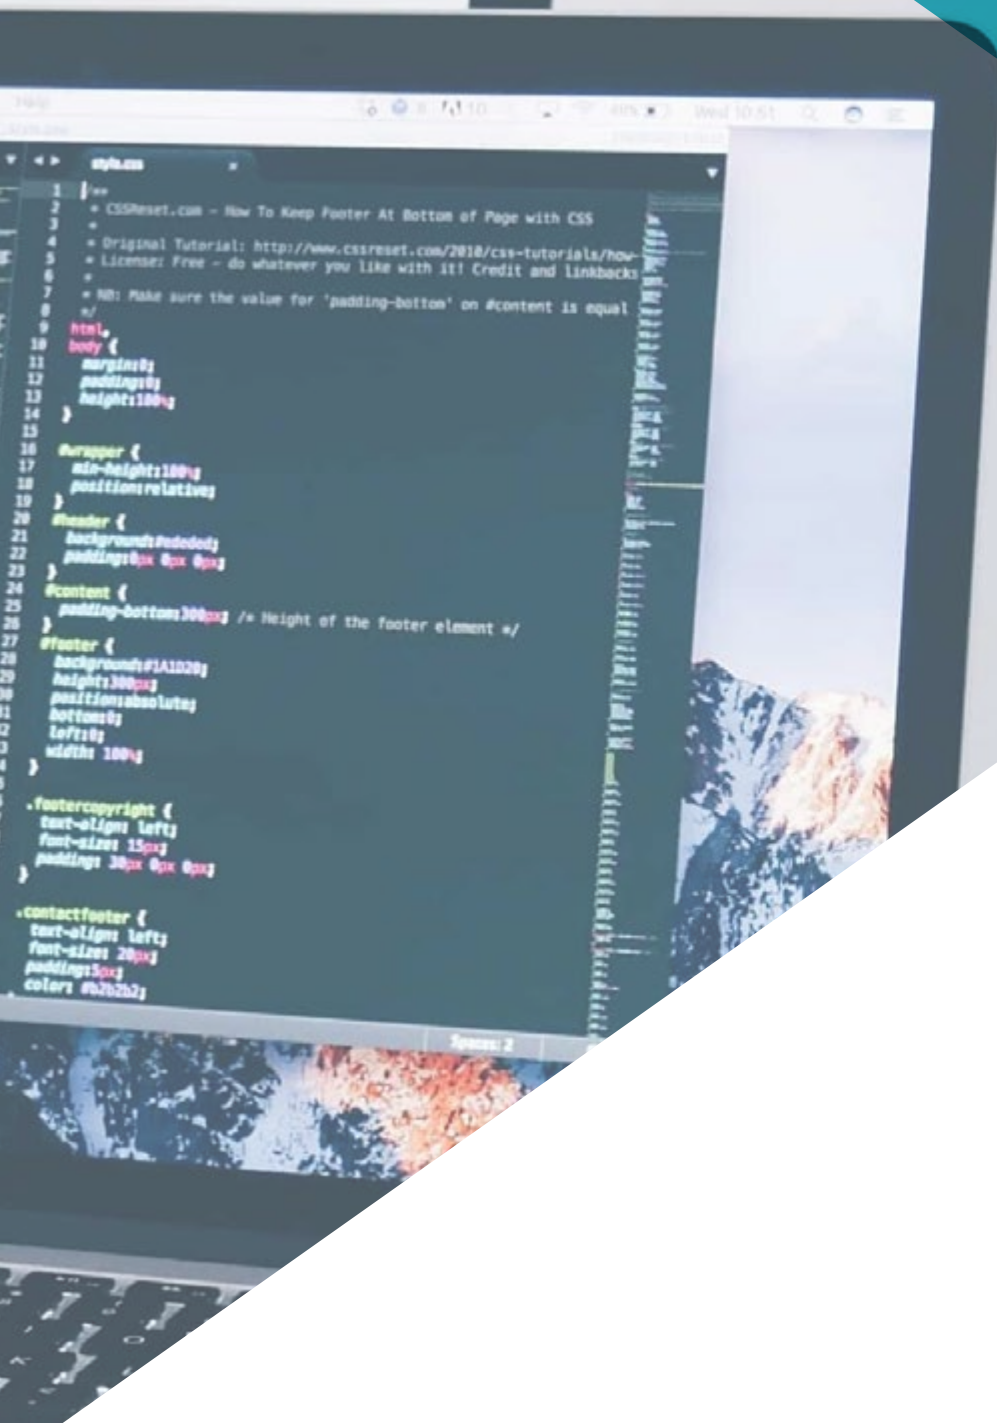 Help
10
48%
Wed 10:51
style.css
1 /**
2 * CSSReset.com - How To Keep Footer At Bottom of Page with CSS
3 *
4 * Original Tutorial: http://www.cssreset.com/2010/css-tutorials/how-
5 * License: Free - do whatever you like with it! Credit and linkbacks
6 *
7 * NB: Make sure the value for 'padding-bottom' on #content is equal
8 */
9 html,
10 body {
11 margin:0;
12 padding:0;
13 height:100%;
14 }
15
16 #wrapper {
17 min-height:100%;
18 position:relative;
19 }
20 #header {
21 background:#ededed;
22 padding:0px 0px 0px;
23 }
24 #content {
25 padding-bottom:300px; /* Height of the footer element */
26 }
27 #footer {
28 background:#1A1D20;
29 height:300px;
30 position:absolute;
31 bottom:0;
left:0;
width: 100%;
}
.footercopyright {
text-align: left;
font-size: 15px;
padding: 30px 0px 0px;
}
.contactfooter {
text-align: left;
font-size: 20px;
padding:5px;
color: #b2b2b2;
Spaces: 2